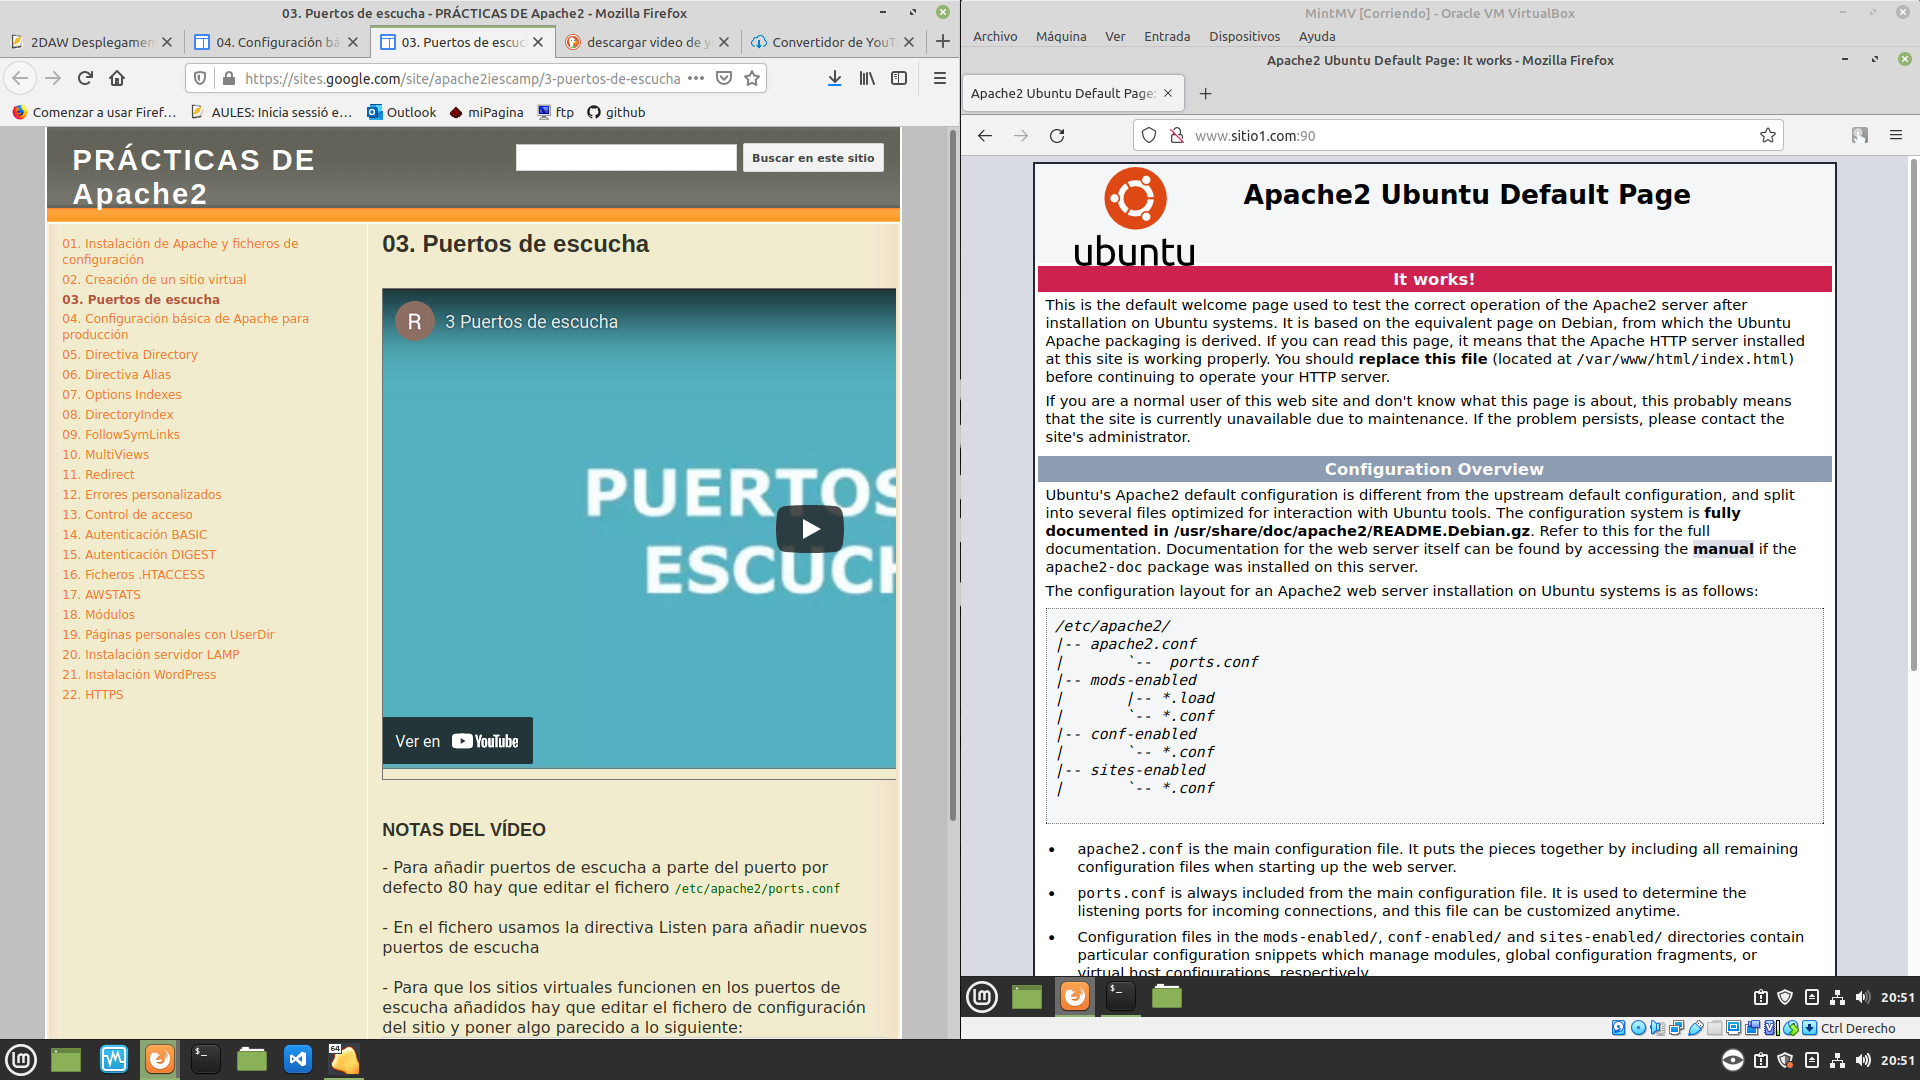 03. Puertos de escucha - PRÁCTICAS DE Apache2 - Mozilla Firefox
2DAW Desplegamen
04. Configuración bá
03. Puertos de escuc
descargar video de y
Convertidor de YouT
https://sites.google.com/site/apache2iescamp/3-puertos-de-escucha
Comenzar a usar Firef...
AULES: Inicia sessió e...
Outlook
miPagina
ftp
github
PRÁCTICAS DE
Apache2
Buscar en este sitio
01. Instalación de Apache y ficheros de
configuración
02. Creación de un sitio virtual
03. Puertos de escucha
04. Configuración básica de Apache para
producción
05. Directiva Directory
06. Directiva Alias
07. Options Indexes
08. DirectoryIndex
09. FollowSymLinks
10. MultiViews
11. Redirect
12. Errores personalizados
13. Control de acceso
14. Autenticación BASIC
15. Autenticación DIGEST
16. Ficheros .HTACCESS
17. AWSTATS
18. Módulos
19. Páginas personales con UserDir
20. Instalación servidor LAMP
21. Instalación WordPress
22. HTTPS
03. Puertos de escucha
R
3 Puertos de escucha
PUERTOS
ESCUCH
Ver en YouTube
NOTAS DEL VÍDEO
- Para añadir puertos de escucha a parte del puerto por
defecto 80 hay que editar el fichero /etc/apache2/ports.conf
- En el fichero usamos la directiva Listen para añadir nuevos
puertos de escucha
- Para que los sitios virtuales funcionen en los puertos de
escucha añadidos hay que editar el fichero de configuración
del sitio y poner algo parecido a lo siguiente:
MintMV [Corriendo] - Oracle VM VirtualBox
Archivo Máquina Ver Entrada Dispositivos Ayuda
Apache2 Ubuntu Default Page: It works - Mozilla Firefox
Apache2 Ubuntu Default Page:
www.sitio1.com:90
ubuntu
Apache2 Ubuntu Default Page
It works!
This is the default welcome page used to test the correct operation of the Apache2 server after
installation on Ubuntu systems. It is based on the equivalent page on Debian, from which the Ubuntu
Apache packaging is derived. If you can read this page, it means that the Apache HTTP server installed
at this site is working properly. You should replace this file (located at /var/www/html/index.html)
before continuing to operate your HTTP server.
If you are a normal user of this web site and don't know what this page is about, this probably means
that the site is currently unavailable due to maintenance. If the problem persists, please contact the
site's administrator.
Configuration Overview
Ubuntu's Apache2 default configuration is different from the upstream default configuration, and split
into several files optimized for interaction with Ubuntu tools. The configuration system is fully
documented in /usr/share/doc/apache2/README.Debian.gz. Refer to this for the full
documentation. Documentation for the web server itself can be found by accessing the manual if the
apache2-doc package was installed on this server.
The configuration layout for an Apache2 web server installation on Ubuntu systems is as follows:
/etc/apache2/
|-- apache2.conf
|       `--  ports.conf
|-- mods-enabled
|       |-- *.load
|       `-- *.conf
|-- conf-enabled
|       `-- *.conf
|-- sites-enabled
|       `-- *.conf
• apache2.conf is the main configuration file. It puts the pieces together by including all remaining
configuration files when starting up the web server.
• ports.conf is always included from the main configuration file. It is used to determine the
listening ports for incoming connections, and this file can be customized anytime.
• Configuration files in the mods-enabled/, conf-enabled/ and sites-enabled/ directories contain
particular configuration snippets which manage modules, global configuration fragments, or
virtual host configurations, respectively.
20:51
Ctrl Derecho
64
20:51